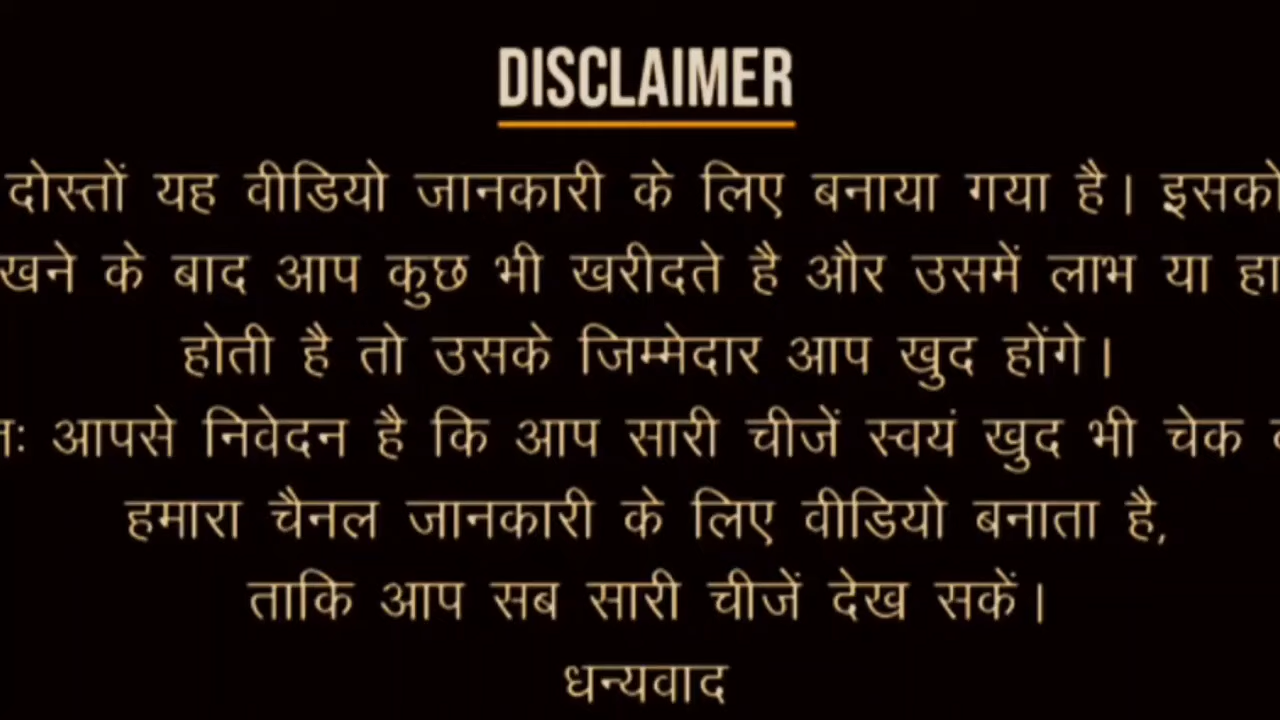 DISCLAIMER
दोस्तों यह वीडियो जानकारी के लिए बनाया गया है। इसको
खने के बाद आप कुछ भी खरीदते है और उसमें लाभ या हा
होती है तो उसके जिम्मेदार आप खुद होंगे।
आपसे निवेदन है कि आप सारी चीजें स्वयं खुद भी चेक
हमारा चैनल जानकारी के लिए वीडियो बनाता है,
ताकि आप सब सारी चीजें देख सकें।
धन्यवाद